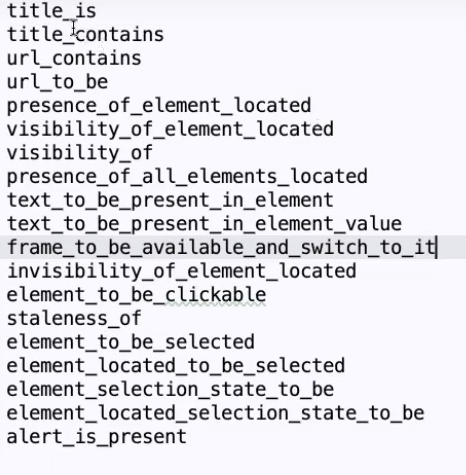 title_is
title_contains
url_contains
url_to_be
presence_of_element_located
visibility_of_element_located
visibility_of
presence_of_all_elements_located
text_to_be_present_in_element
text_to_be_present_in_element_value
frame_to_be_available_and_switch_to_it
invisibility_of_element_located
element_to_be_clickable
staleness_of
element_to_be_selected
element_located_to_be_selected
element_selection_state_to_be
element_located_selection_state_to_be
alert_is_present